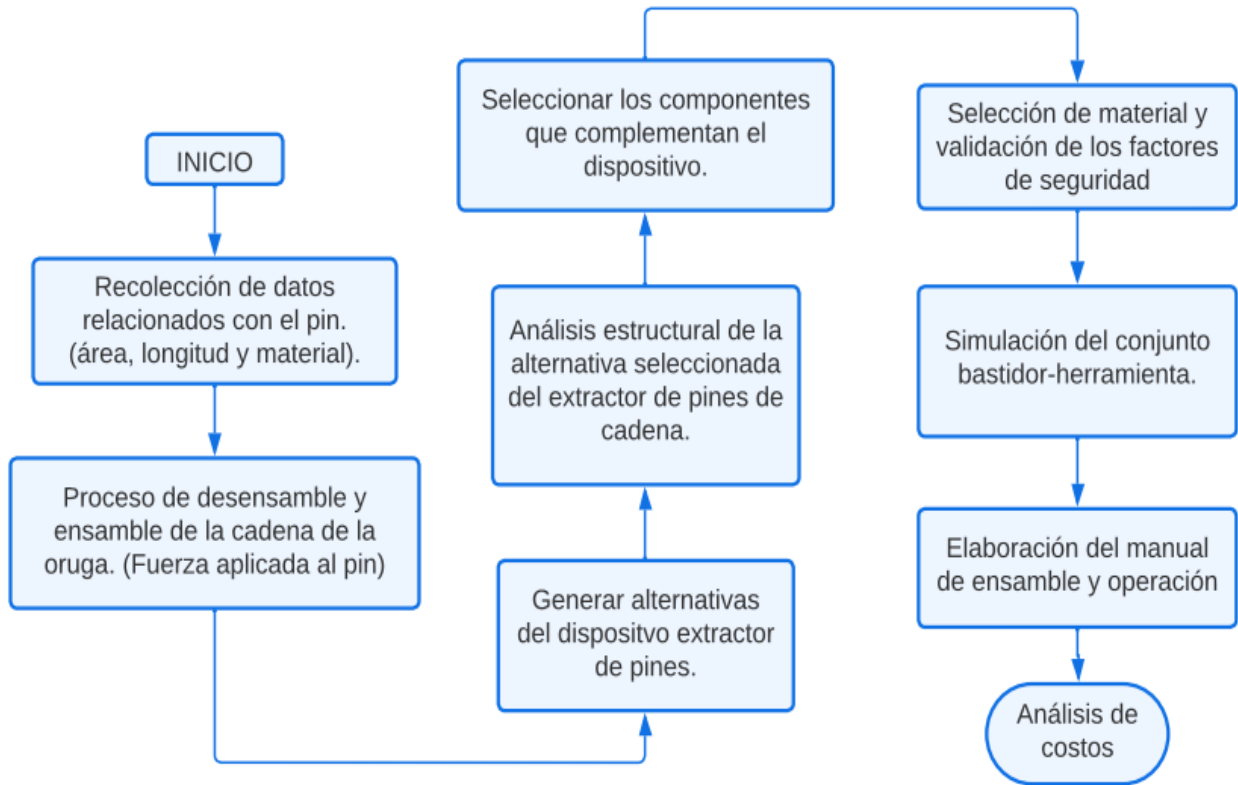 INICIO
Recolección de datos
relacionados con el pin.
(área, longitud y material).
Proceso de desensamble y
ensamble de la cadena de la
oruga. (Fuerza aplicada al pin)
Generar alternativas
del dispositvo extractor
de pines.
Análisis estructural de la
alternativa seleccionada
del extractor de pines de
cadena.
Seleccionar los componentes
que complementan el
dispositivo.
Selección de material y
validación de los factores
de seguridad
Simulación del conjunto
bastidor-herramienta.
Elaboración del manual
de ensamble y operación
Análisis de
costos